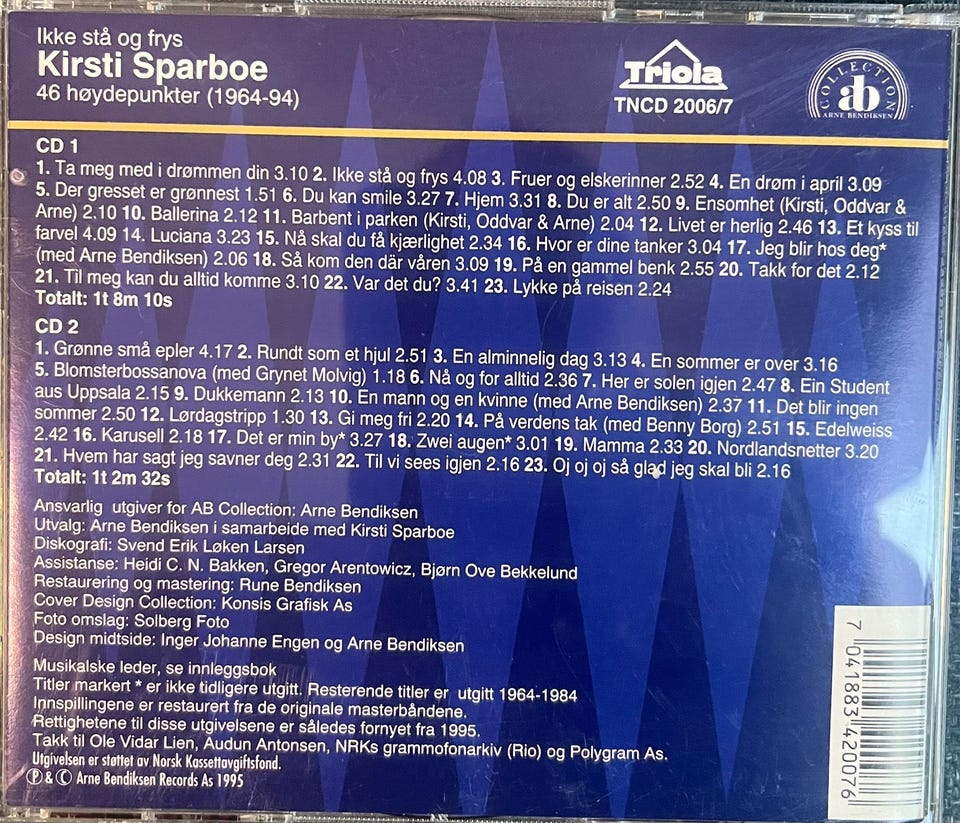 Ikke stå og frys
Kirsti Sparboe
46 høydepunkter (1964-94)
Triola
TNCD 2006/7
COLLECTION
ab
ARNE BENDIKSEN
CD 1
1. Ta meg med i drømmen din 3.10 2. Ikke stå og frys 4.08 3. Fruer og elskerinner 2.52 4. En drøm i april 3.09
5. Der gresset er grønnest 1.51 6. Du kan smile 3.27 7. Hjem 3.31 8. Du er alt 2.50 9. Ensomhet (Kirsti, Oddvar &
Arne) 2.10 10. Ballerina 2.12 11. Barbent i parken (Kirsti, Oddvar & Arne) 2.04 12. Livet er herlig 2.46 13. Et kyss til
farvel 4.09 14. Luciana 3.23 15. Nå skal du få kjærlighet 2.34 16. Hvor er dine tanker 3.04 17. Jeg blir hos deg*
(med Arne Bendiksen) 2.06 18. Så kom den där våren 3.09 19. På en gammel benk 2.55 20. Takk for det 2.12
21. Til meg kan du alltid komme 3.10 22. Var det du? 3.41 23. Lykke på reisen 2.24
Totalt: 1t 8m 10s
CD 2
1. Grønne små epler 4.17 2. Rundt som et hjul 2.51 3. En alminnelig dag 3.13 4. En sommer er over 3.16
5. Blomsterbossanova (med Grynet Molvig) 1.18 6. Nå og for alltid 2.36 7. Her er solen igjen 2.47 8. Ein Student
aus Uppsala 2.15 9. Dukkemann 2.13 10. En mann og en kvinne (med Arne Bendiksen) 2.37 11. Det blir ingen
sommer 2.50 12. Lørdagstripp 1.30 13. Gi meg fri 2.20 14. På verdens tak (med Benny Borg) 2.51 15. Edelweiss
2.42 16. Karusell 2.18 17. Det er min by* 3.27 18. Zwei augen* 3.01 19. Mamma 2.33 20. Nordlandsnetter 3.20
21. Hvem har sagt jeg savner deg 2.31 22. Til vi sees igjen 2.16 23. Oj oj oj så glad jeg skal bli 2.16
Totalt: 1t 2m 32s
Ansvarlig utgiver for AB Collection: Arne Bendiksen
Utvalg: Arne Bendiksen i samarbeide med Kirsti Sparboe
Diskografi: Svend Erik Løken Larsen
Assistanse: Heidi C. N. Bakken, Gregor Arentowicz, Bjørn Ove Bekkelund
Restaurering og mastering: Rune Bendiksen
Cover Design Collection: Konsis Grafisk As
Foto omslag: Solberg Foto
Design midtside: Inger Johanne Engen og Arne Bendiksen
Musikalske leder, se innleggsbok
Titler markert * er ikke tidligere utgitt. Resterende titler er utgitt 1964-1984
Innspillingene er restaurert fra de originale masterbåndene.
Rettighetene til disse utgivelsene er således fornyet fra 1995.
Takk til Ole Vidar Lien, Audun Antonsen, NRKs grammofonarkiv (Rio) og Polygram As.
Utgivelsen er støttet av Norsk Kassettavgiftsfond.
℗ & © Arne Bendiksen Records As 1995
7 041883 420076